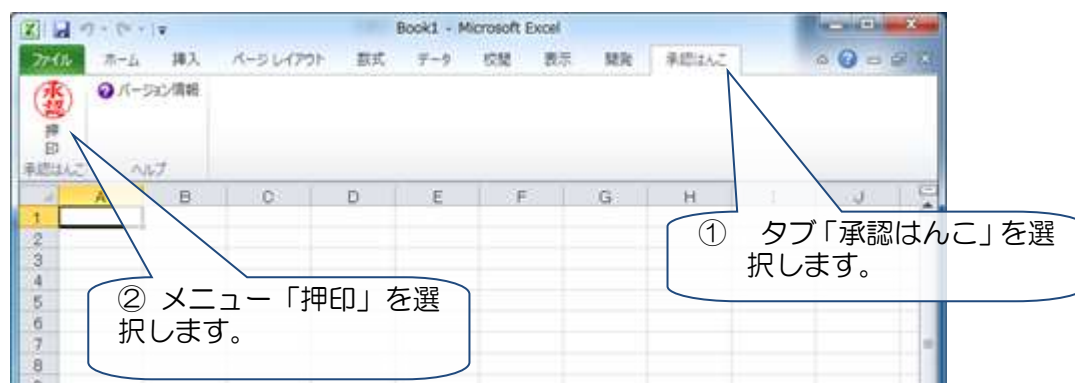 Book1 - Microsoft Excel
ファイル ホーム 挿入 ページ レイアウト 数式 データ 校閲 表示 開発 承認はんこ
承認
バージョン情報
押
印
承認はんこ ヘルプ
A B C D E F G H I J
1
2
3
4
5
6
7
8
① タブ「承認はんこ」を選
択します。
② メニュー「押印」を選
択します。